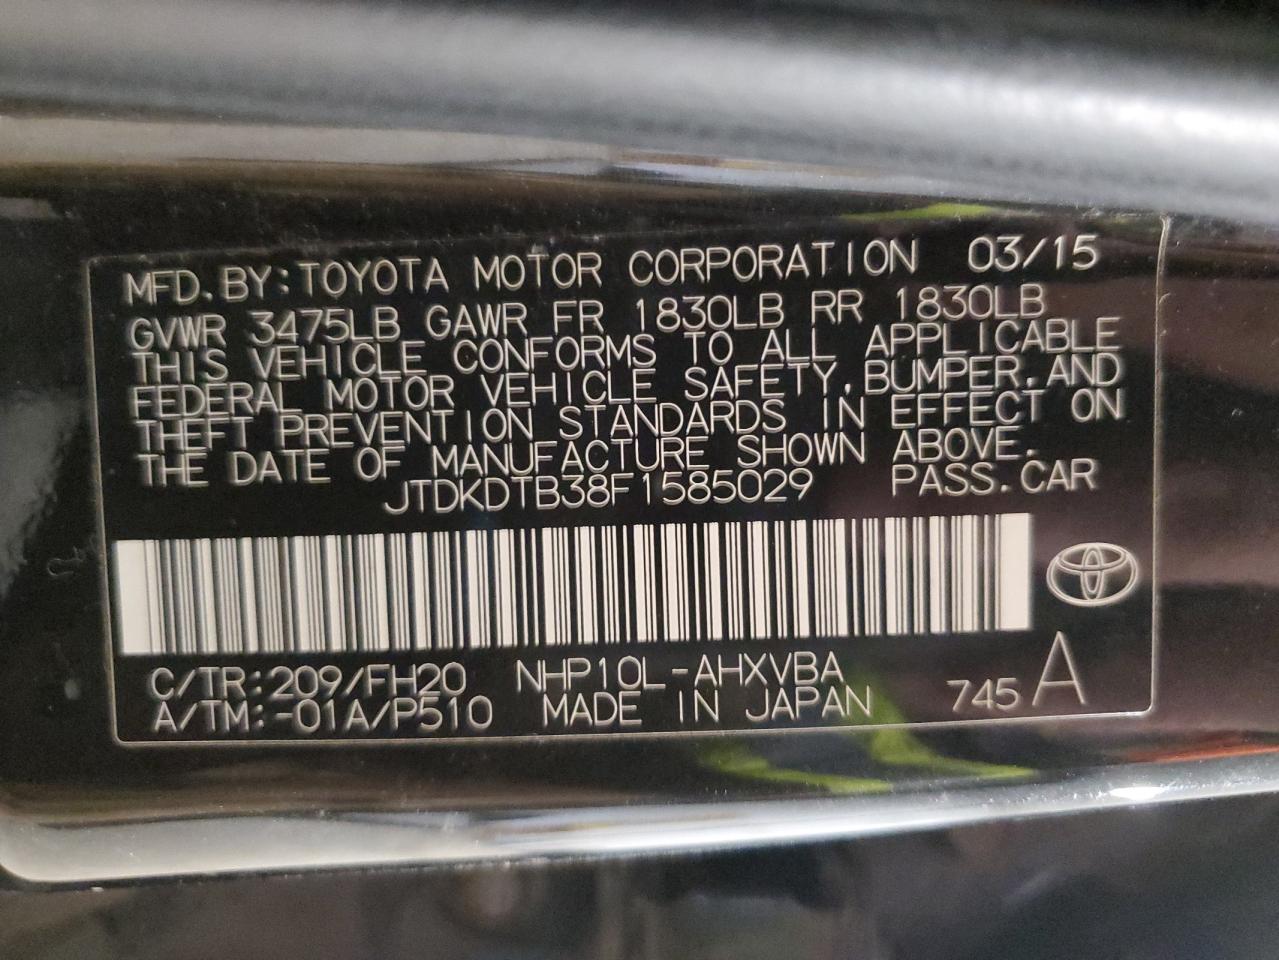 MFD. BY: TOYOTA MOTOR CORPORATION 03/15
GVWR 3475LB GAWR FR 1830LB RR 1830LB
THIS VEHICLE CONFORMS TO ALL APPLICABLE
FEDERAL MOTOR VEHICLE SAFETY, BUMPER, AND
THEFT PREVENTION STANDARDS IN EFFECT ON
THE DATE OF MANUFACTURE SHOWN ABOVE.
JTDKDTB38F1585029 PASS. CAR
C/TR: 209/FH20 NHP10L-AHXVBA
A/TM: -01A/P510 MADE IN JAPAN 745 A